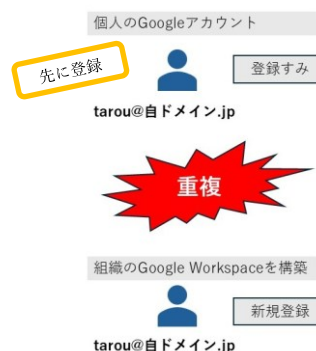 個人のGoogleアカウント
先に登録
登録すみ
tarou@自ドメイン.jp
重複
組織のGoogle Workspaceを構築
新規登録
tarou@自ドメイン.jp